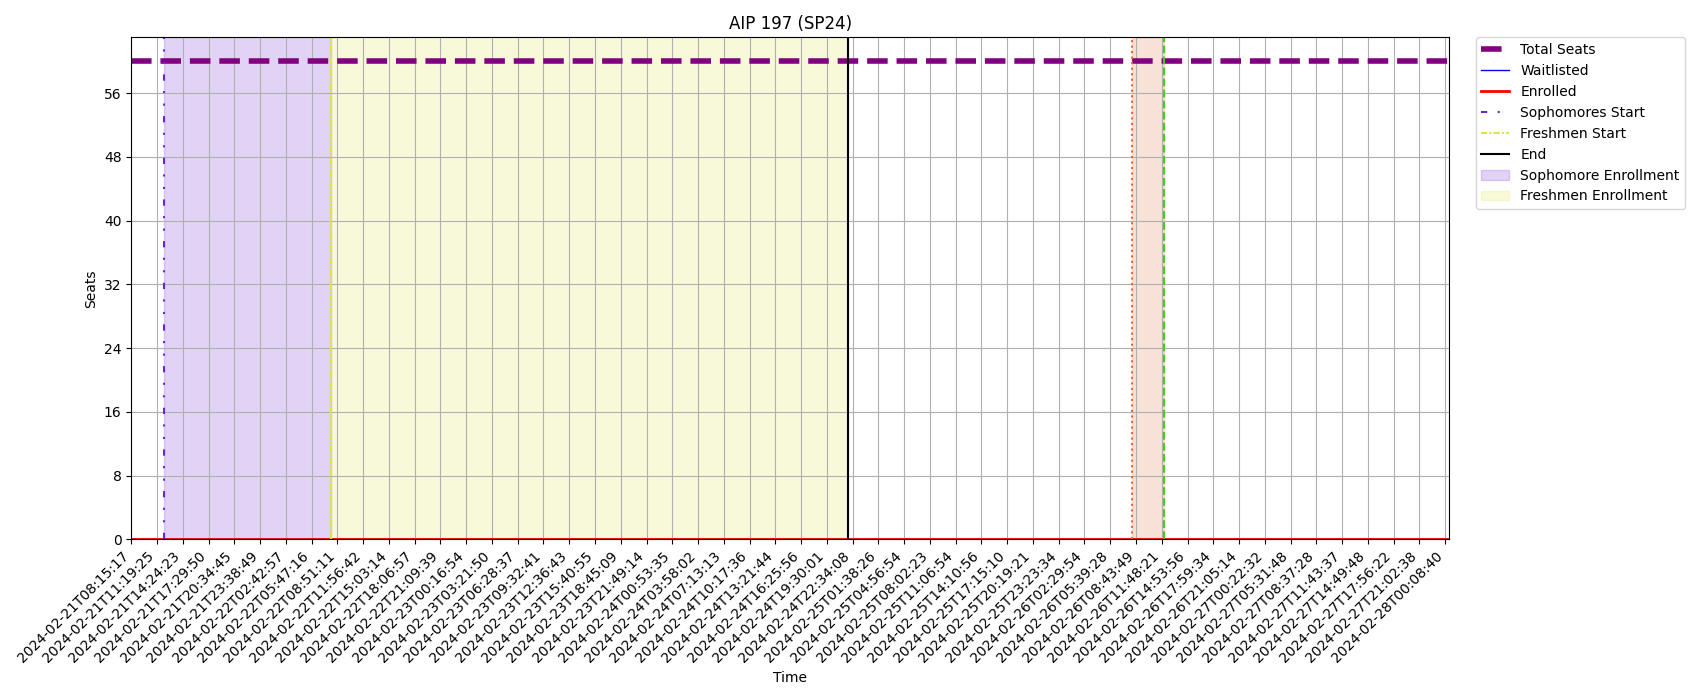 AIP 197 (SP24)
Total Seats
Waitlisted
Enrolled
Sophomores Start
Freshmen Start
End
Sophomore Enrollment
Freshmen Enrollment
Seats
56
48
40
32
24
16
8
0
2024-02-21T08:15:17
2024-02-21T11:19:25
2024-02-21T14:24:23
2024-02-21T17:29:50
2024-02-21T20:34:45
2024-02-21T23:38:49
2024-02-22T02:42:57
2024-02-22T05:47:16
2024-02-22T08:51:11
2024-02-22T11:56:42
2024-02-22T15:03:14
2024-02-22T18:06:57
2024-02-22T21:09:39
2024-02-23T00:16:54
2024-02-23T03:21:50
2024-02-23T06:28:37
2024-02-23T09:32:41
2024-02-23T12:36:43
2024-02-23T15:40:55
2024-02-23T18:45:09
2024-02-23T21:49:14
2024-02-24T00:53:35
2024-02-24T03:58:02
2024-02-24T07:13:13
2024-02-24T10:17:36
2024-02-24T13:21:44
2024-02-24T16:25:56
2024-02-24T19:30:01
2024-02-24T22:34:08
2024-02-25T01:38:26
2024-02-25T04:56:54
2024-02-25T08:02:23
2024-02-25T11:06:54
2024-02-25T14:10:56
2024-02-25T17:15:10
2024-02-25T20:19:21
2024-02-25T23:23:34
2024-02-26T02:29:54
2024-02-26T05:39:28
2024-02-26T08:43:49
2024-02-26T11:48:21
2024-02-26T14:53:56
2024-02-26T17:59:34
2024-02-26T21:05:14
2024-02-27T00:22:32
2024-02-27T05:31:48
2024-02-27T08:37:28
2024-02-27T11:43:37
2024-02-27T14:49:48
2024-02-27T17:56:22
2024-02-27T21:02:38
2024-02-28T00:08:40
Time